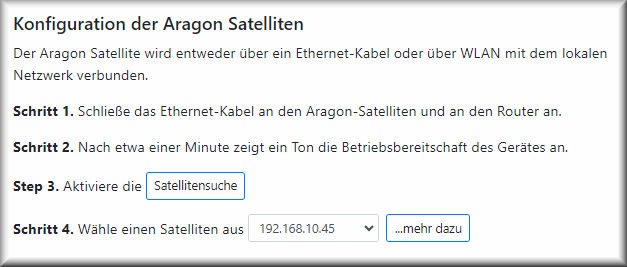 Konfiguration der Aragon Satelliten
Der Aragon Satellite wird entweder über ein Ethernet-Kabel oder über WLAN mit dem lokalen
Netzwerk verbunden.
Schritt 1. Schließe das Ethernet-Kabel an den Aragon-Satelliten und an den Router an.
Schritt 2. Nach etwa einer Minute zeigt ein Ton die Betriebsbereitschaft des Gerätes an.
Step 3. Aktiviere die Satellitensuche
Schritt 4. Wähle einen Satelliten aus 192.168.10.45 ...mehr dazu